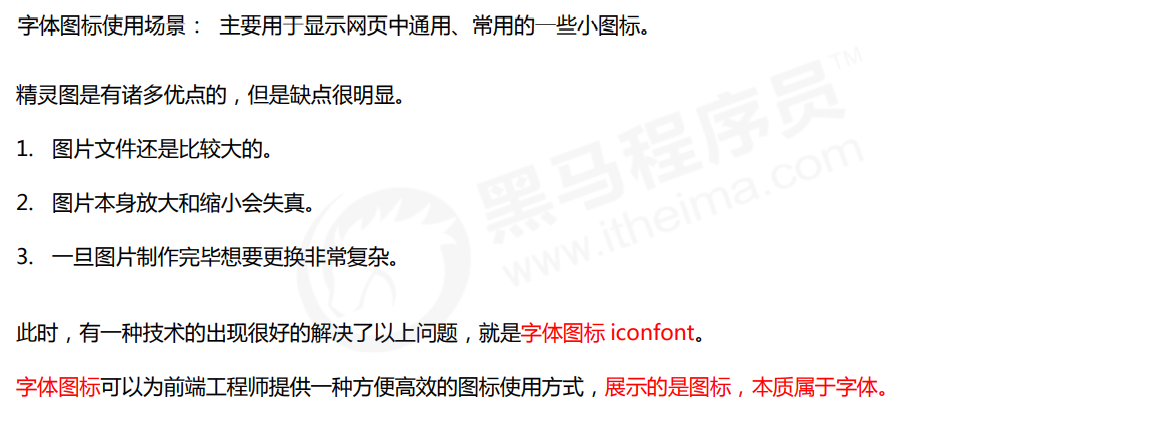 字体图标使用场景： 主要用于显示网页中通用、常用的一些小图标。
精灵图是有诸多优点的，但是缺点很明显。
1. 图片文件还是比较大的。
2. 图片本身放大和缩小会失真。
3. 一旦图片制作完毕想要更换非常复杂。
此时，有一种技术的出现很好的解决了以上问题，就是字体图标 iconfont。
字体图标可以为前端工程师提供一种方便高效的图标使用方式，展示的是图标，本质属于字体。
黑马程序员™
www.itheima.com